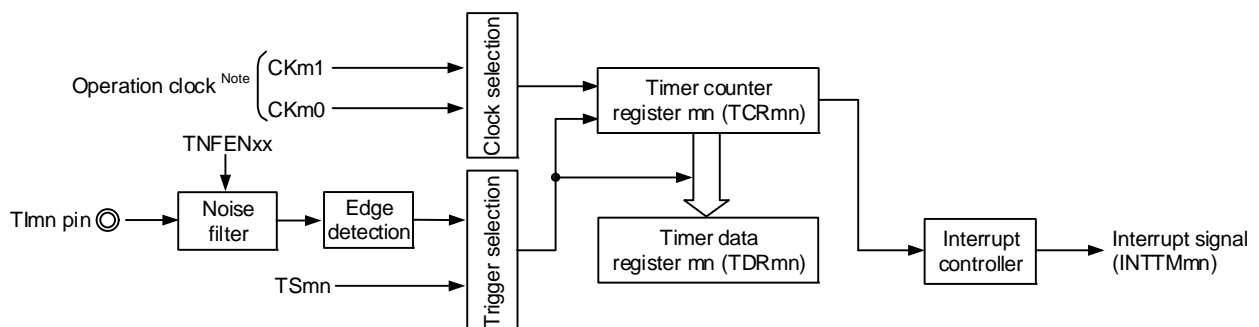 Operation clock Note
CKm1
CKm0
Clock selection
Timer counter
register mn (TCRmn)
TNFENxx
TImn pin
Noise
filter
Edge
detection
TSmn
Trigger selection
Timer data
register mn (TDRmn)
Interrupt
controller
Interrupt signal
(INTTMmn)